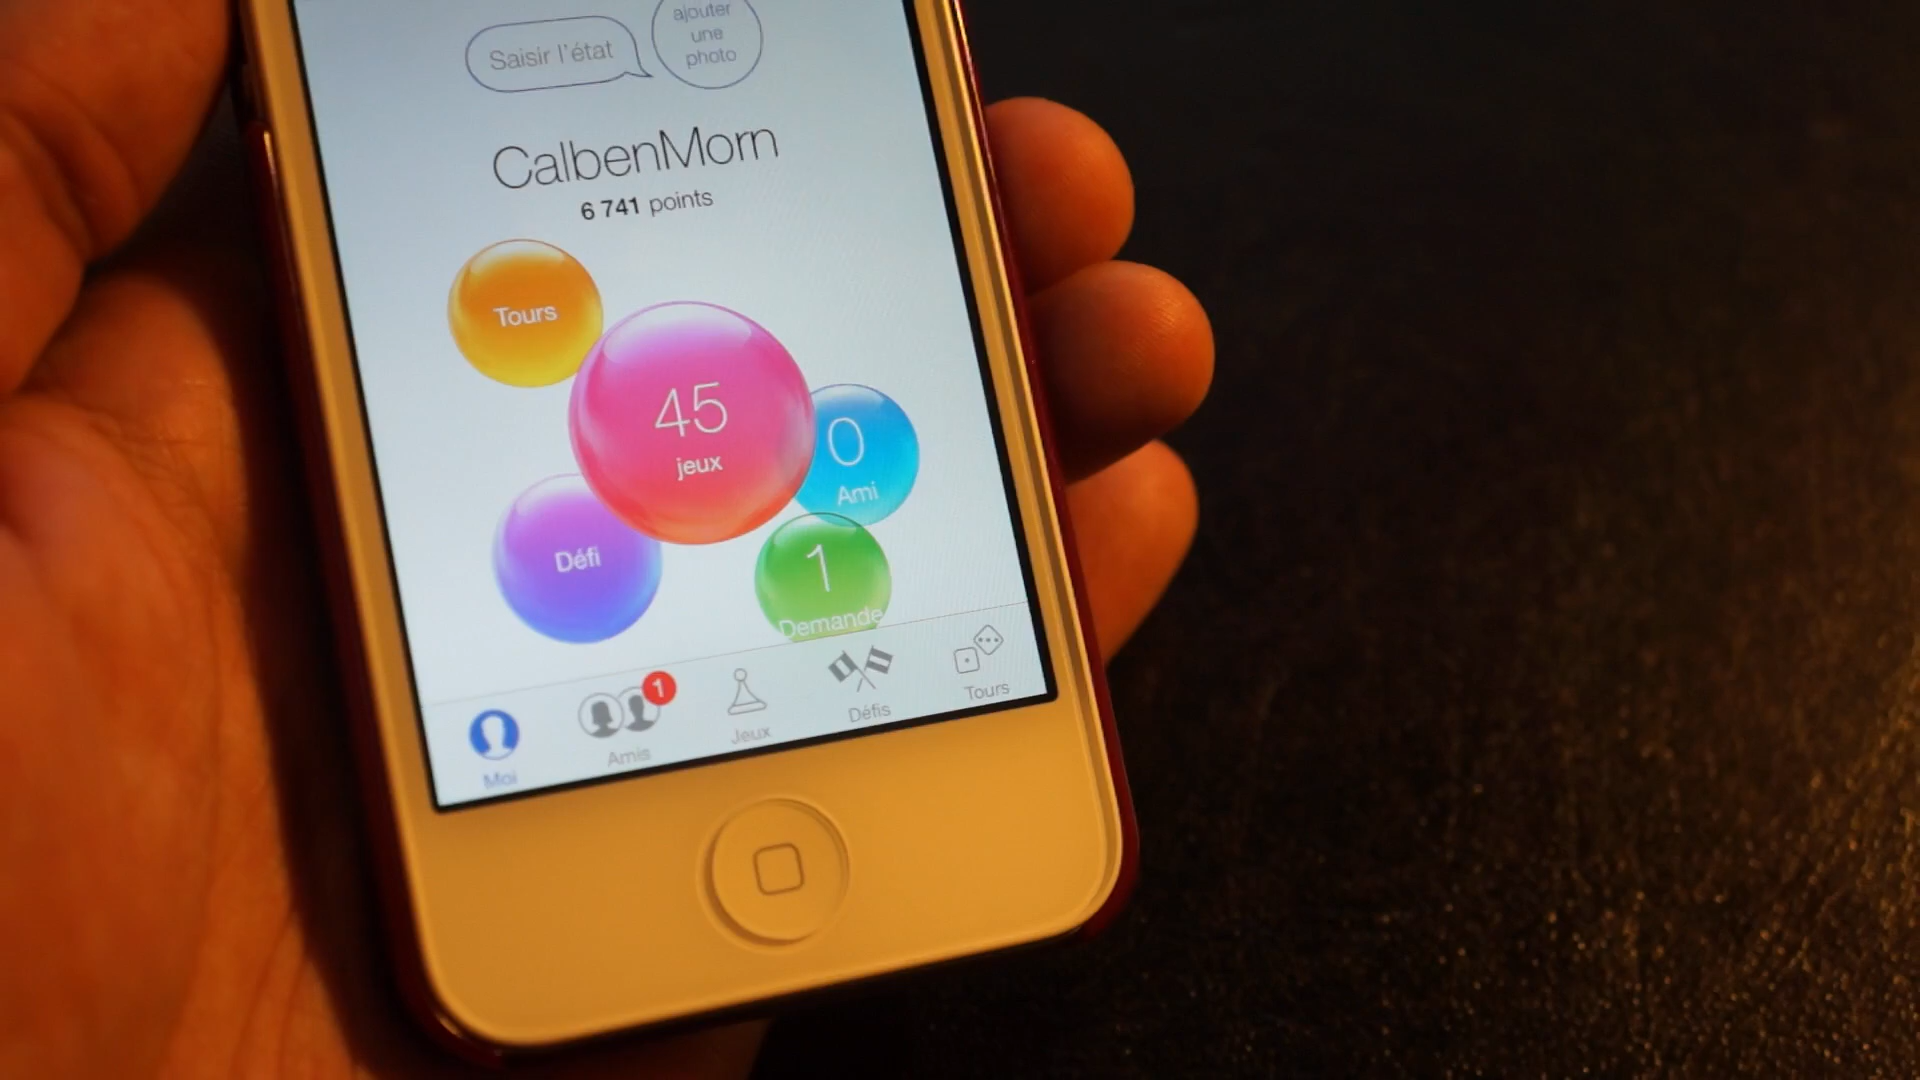 ajouter
une
photo
Saisir l'état
CalbenMorn
6 741 points
Tours
45
jeux
0
Ami
Défi
1
Demande
1
Moi
Amis
Jeux
Défis
Tours